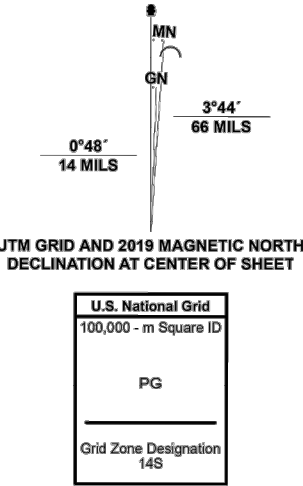 MN
GN
3°44´
66 MILS
0°48´
14 MILS
UTM GRID AND 2019 MAGNETIC NORTH
DECLINATION AT CENTER OF SHEET
U.S. National Grid
100,000 - m Square ID
PG
Grid Zone Designation
14S